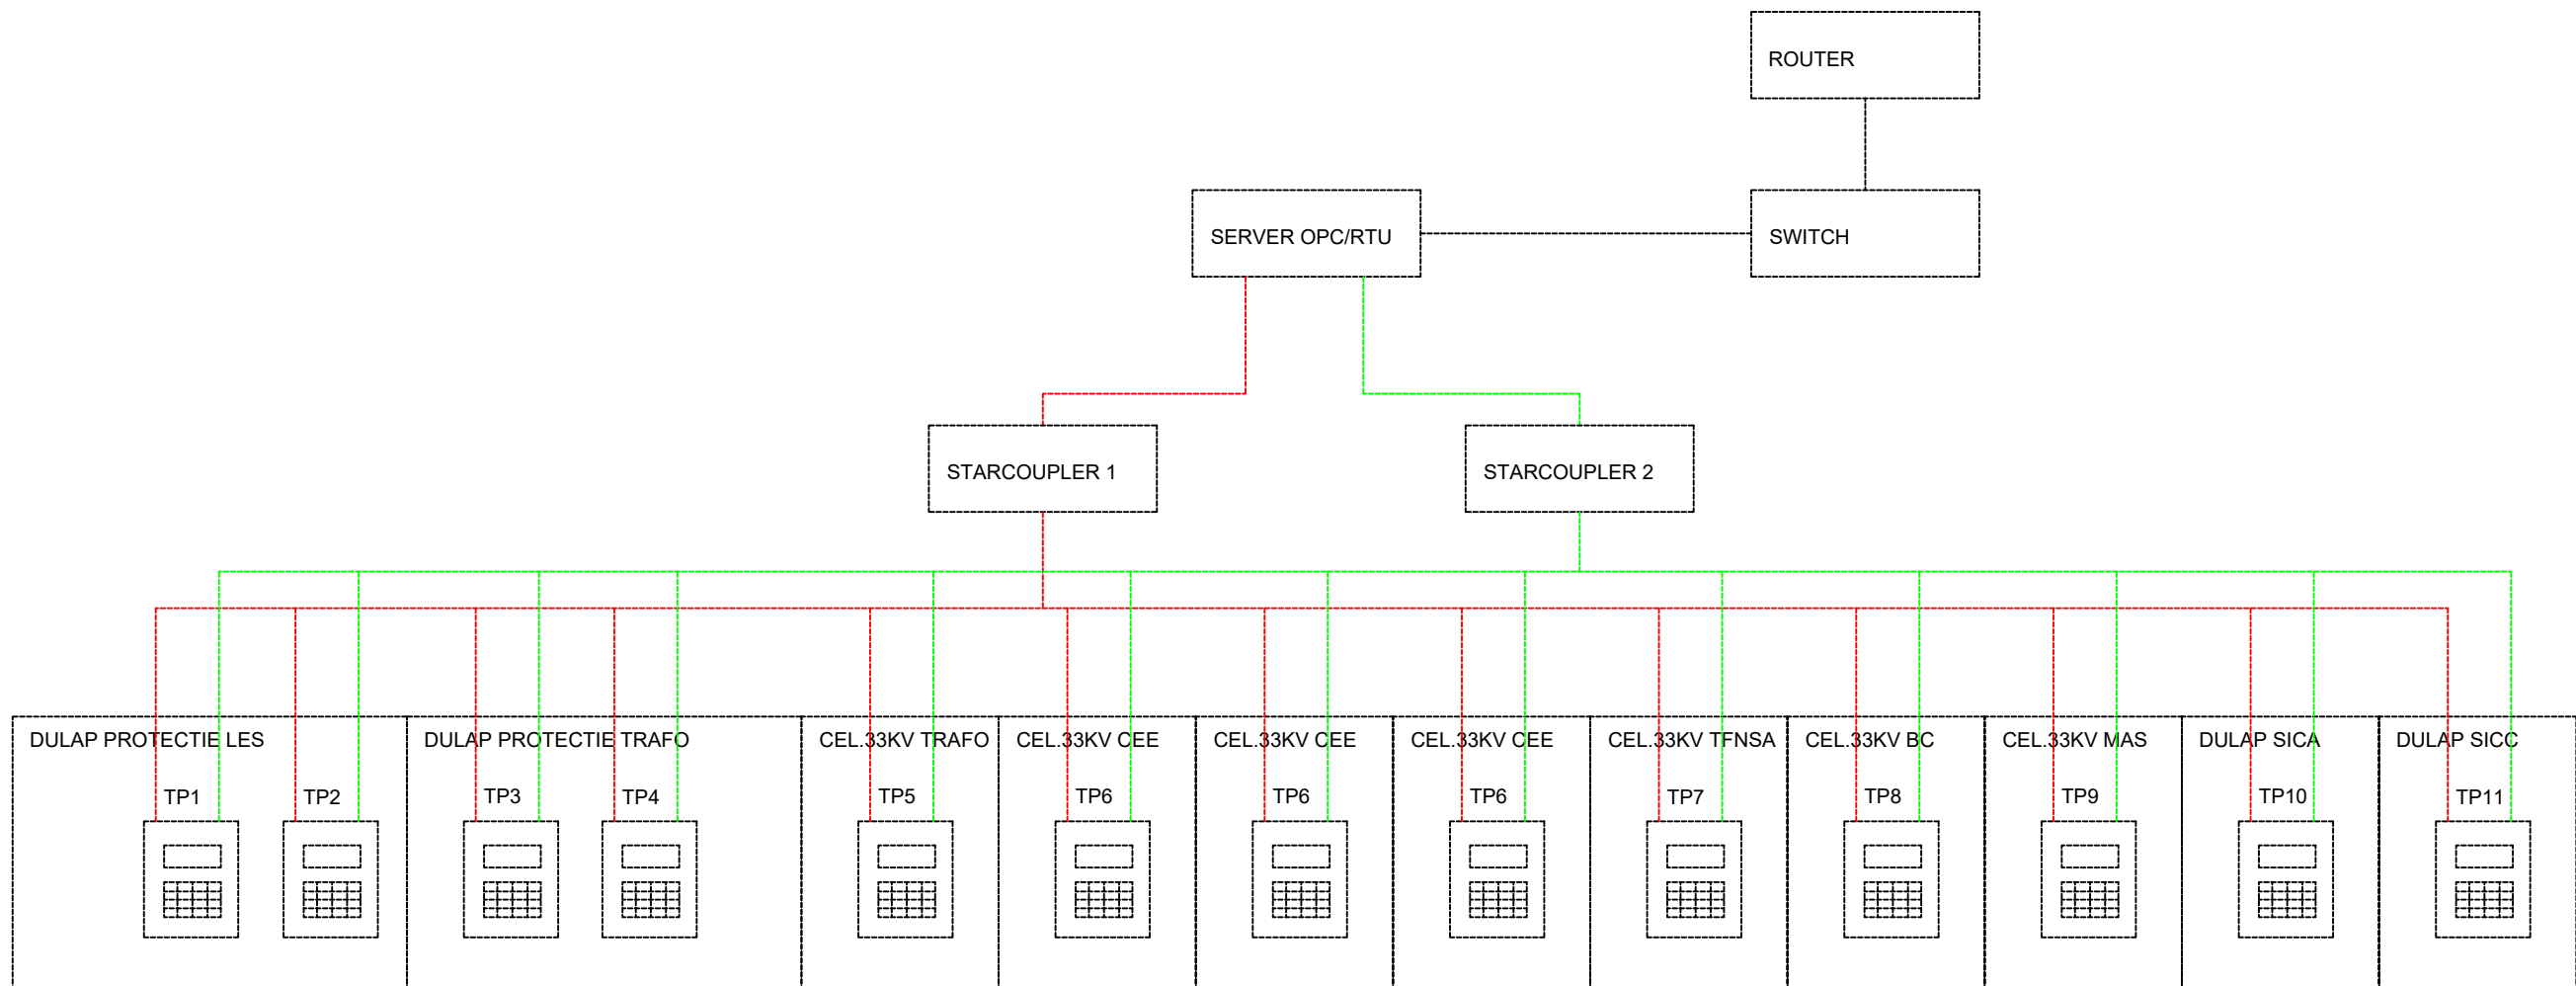 ROUTER
SERVER OPC/RTU
SWITCH
STARCOUPLER 1
STARCOUPLER 2
DULAP PROTECTIE LES
DULAP PROTECTIE TRAFO
CEL.33KV TRAFO
CEL.33KV CEE
CEL.33KV CEE
CEL.33KV CEE
CEL.33KV TFNSA
CEL.33KV BC
CEL.33KV MAS
DULAP SICA
DULAP SICC
TP1
TP2
TP3
TP4
TP5
TP6
TP6
TP6
TP7
TP8
TP9
TP10
TP11